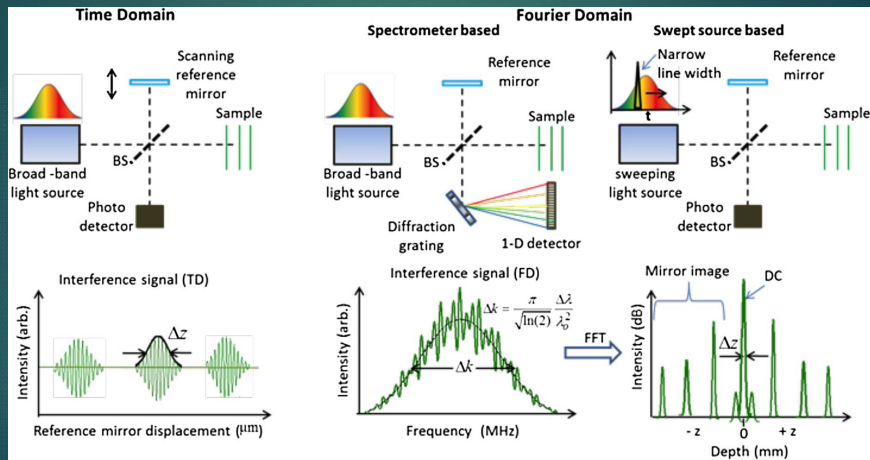 Time Domain
Fourier Domain
Spectrometer based
Swept source based
Scanning
reference
mirror
Sample
BS
Broad -band
light source
Photo
detector
Reference
mirror
Sample
BS
Broad -band
light source
Diffraction
grating
1-D detector
Narrow
line width
t
Reference
mirror
Sample
BS
sweeping
light source
Photo
detector
Interference signal (TD)
Intensity (arb.)
Δz
Reference mirror displacement (μm)
Interference signal (FD)
Intensity (arb.)
Δk = π / √ln(2) Δλ / λ₀²
Δk
Frequency (MHz)
FFT
Mirror image
DC
Intensity (dB)
Δz
- z
0
+ z
Depth (mm)